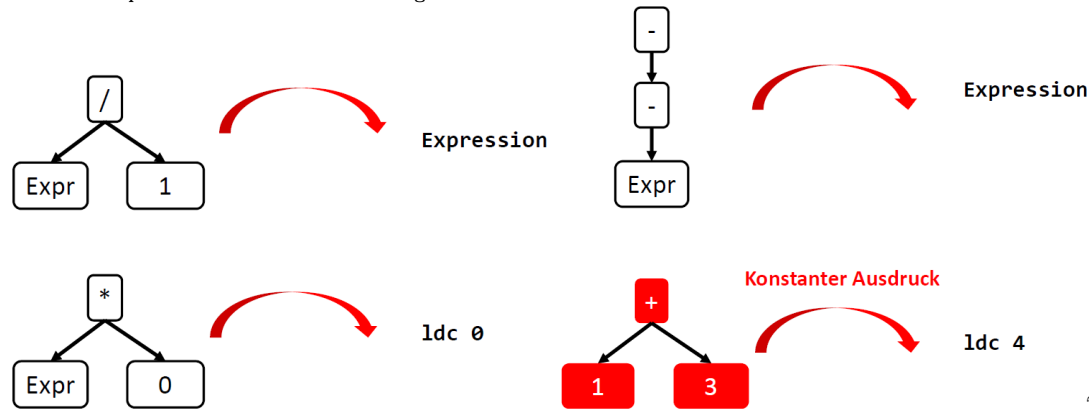 -
/
-
Expression
Expression
Expr
1
Expr
*
Konstanter Ausdruck
+
ldc 0
ldc 4
Expr
0
1
3